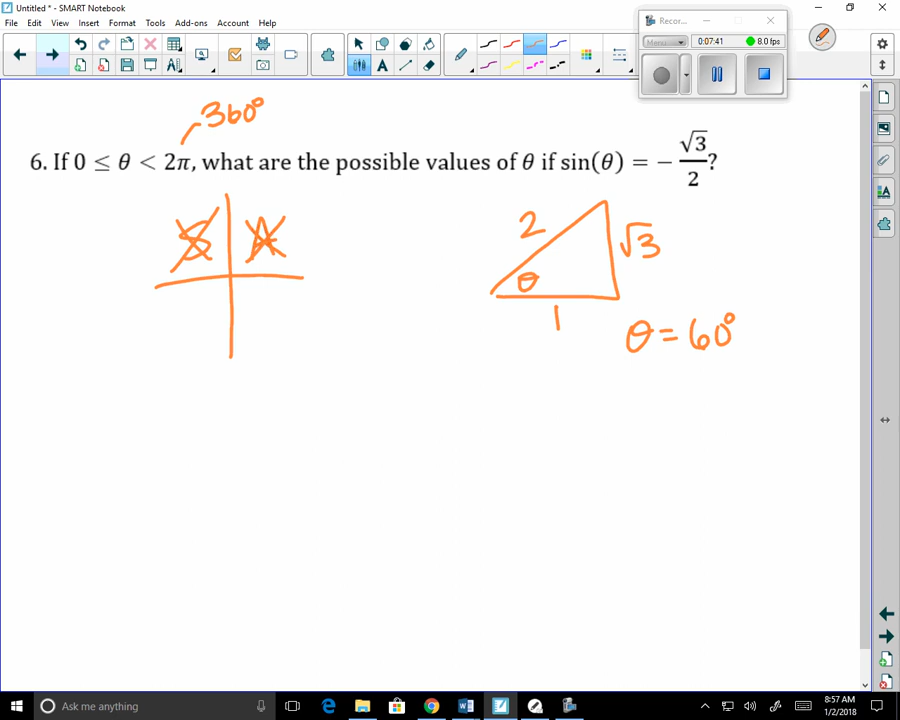 Untitled * - SMART Notebook
File Edit View Insert Format Tools Add-ons Account Help
Recor...
Menu
0:07:41
8.0 fps
360°
6. If 0 ≤ θ < 2π, what are the possible values of θ if sin(θ) = − √3/2?
S A
2
√3
θ
1
θ = 60°
Ask me anything
8:57 AM
1/2/2018